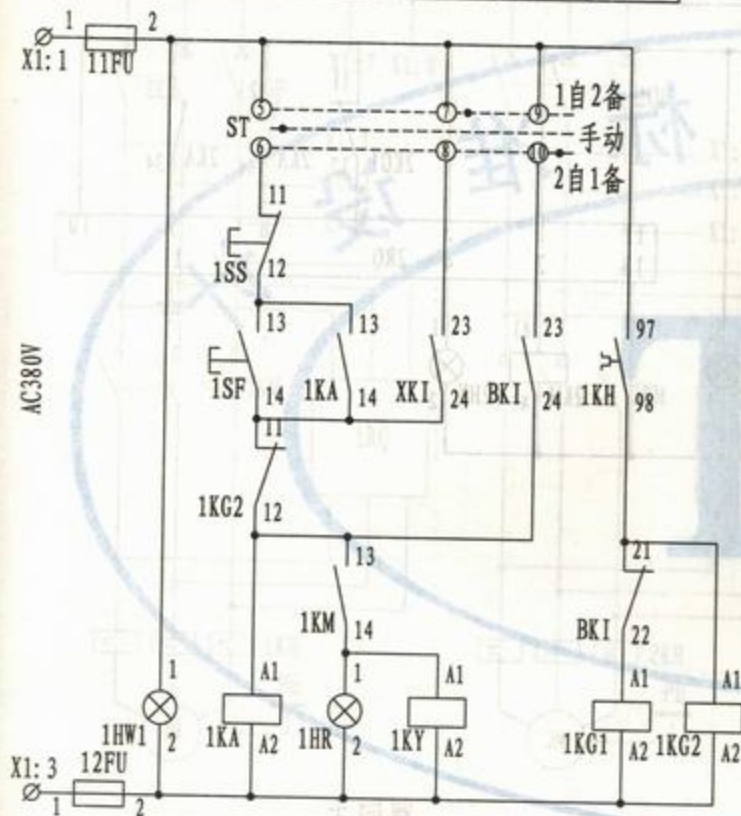 1 2
X1:1 11FU
5 7 9 1自2备
ST 手动
6 8 10 2自1备
11
1SS 12
13 13 23 23 97
1SF 14 1KA 14 XKI 24 BKI 24 1KH 98
AC380V
11
1KG2 12
13 21
1KM 14 BKI 22
1 A1 1 A1 A1 A1
1HW1 2 1KA A2 1HR 2 1KY A2 1KG1 A2 1KG2 A2
X1:3 12FU
1 2
标准